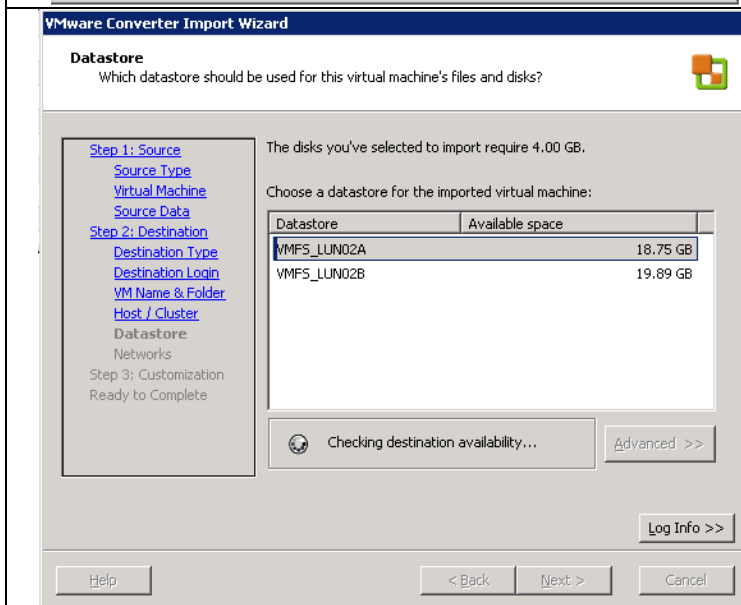 VMware Converter Import Wizard
Datastore
Which datastore should be used for this virtual machine's files and disks?
Step 1: Source
Source Type
Virtual Machine
Source Data
Step 2: Destination
Destination Type
Destination Login
VM Name & Folder
Host / Cluster
Datastore
Networks
Step 3: Customization
Ready to Complete
The disks you've selected to import require 4.00 GB.
Choose a datastore for the imported virtual machine:
Datastore Available space
VMFS_LUN02A 18.75 GB
VMFS_LUN02B 19.89 GB
Checking destination availability...
Advanced >>
Log Info >>
Help < Back Next > Cancel